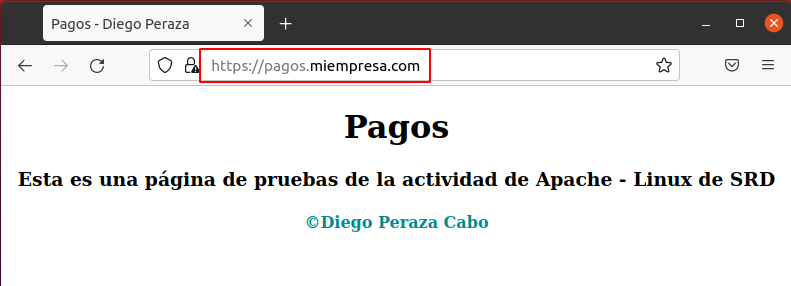 Pagos - Diego Peraza
https://pagos.miempresa.com
Pagos
Esta es una página de pruebas de la actividad de Apache - Linux de SRD
©Diego Peraza Cabo